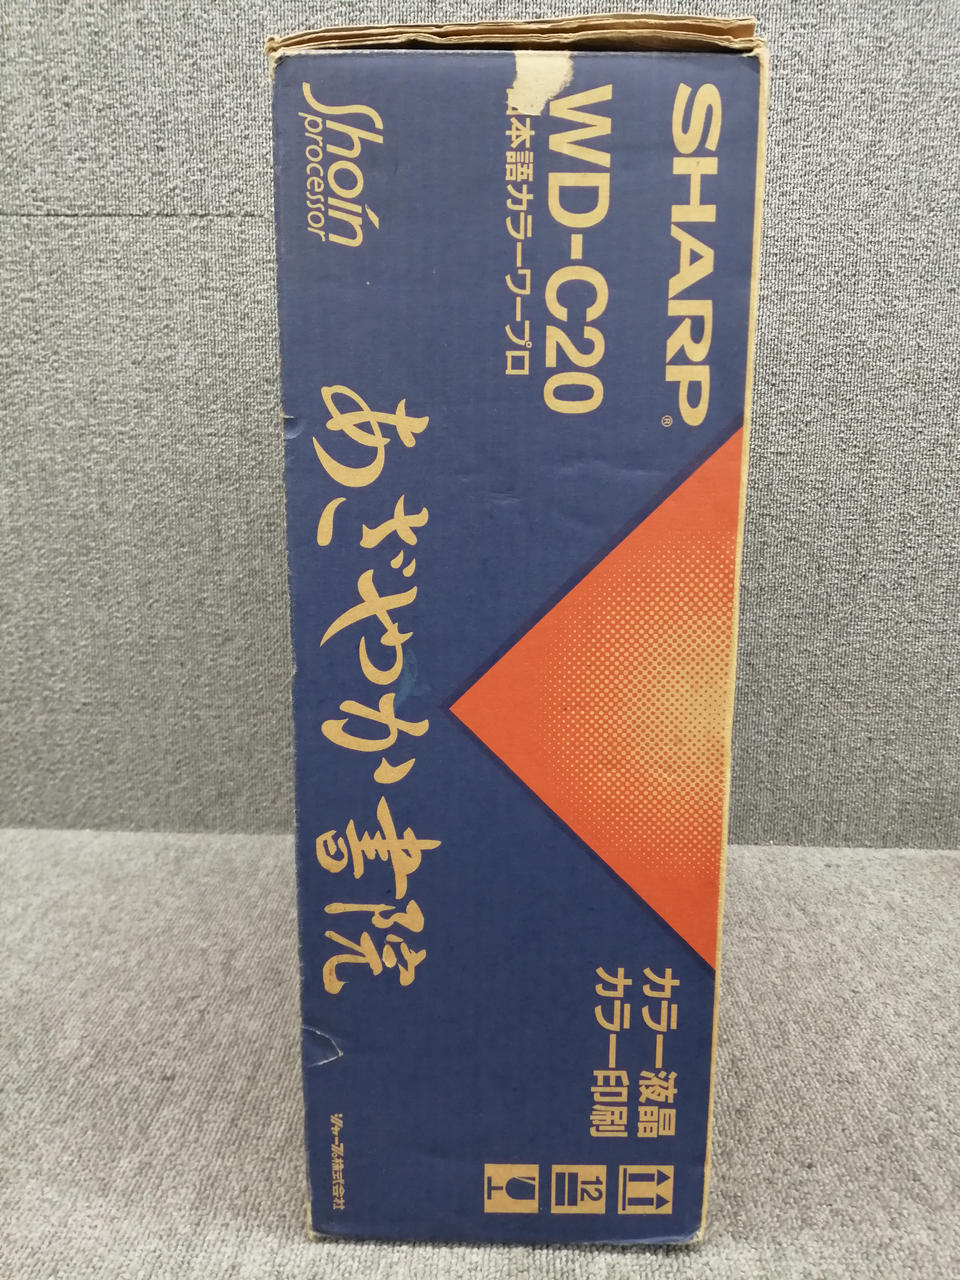 SHARP®
WD-C20
日本語カラーワープロ
Shoin
processor
あざやか書院
カラー液晶
カラー印刷
12
シャープ株式会社